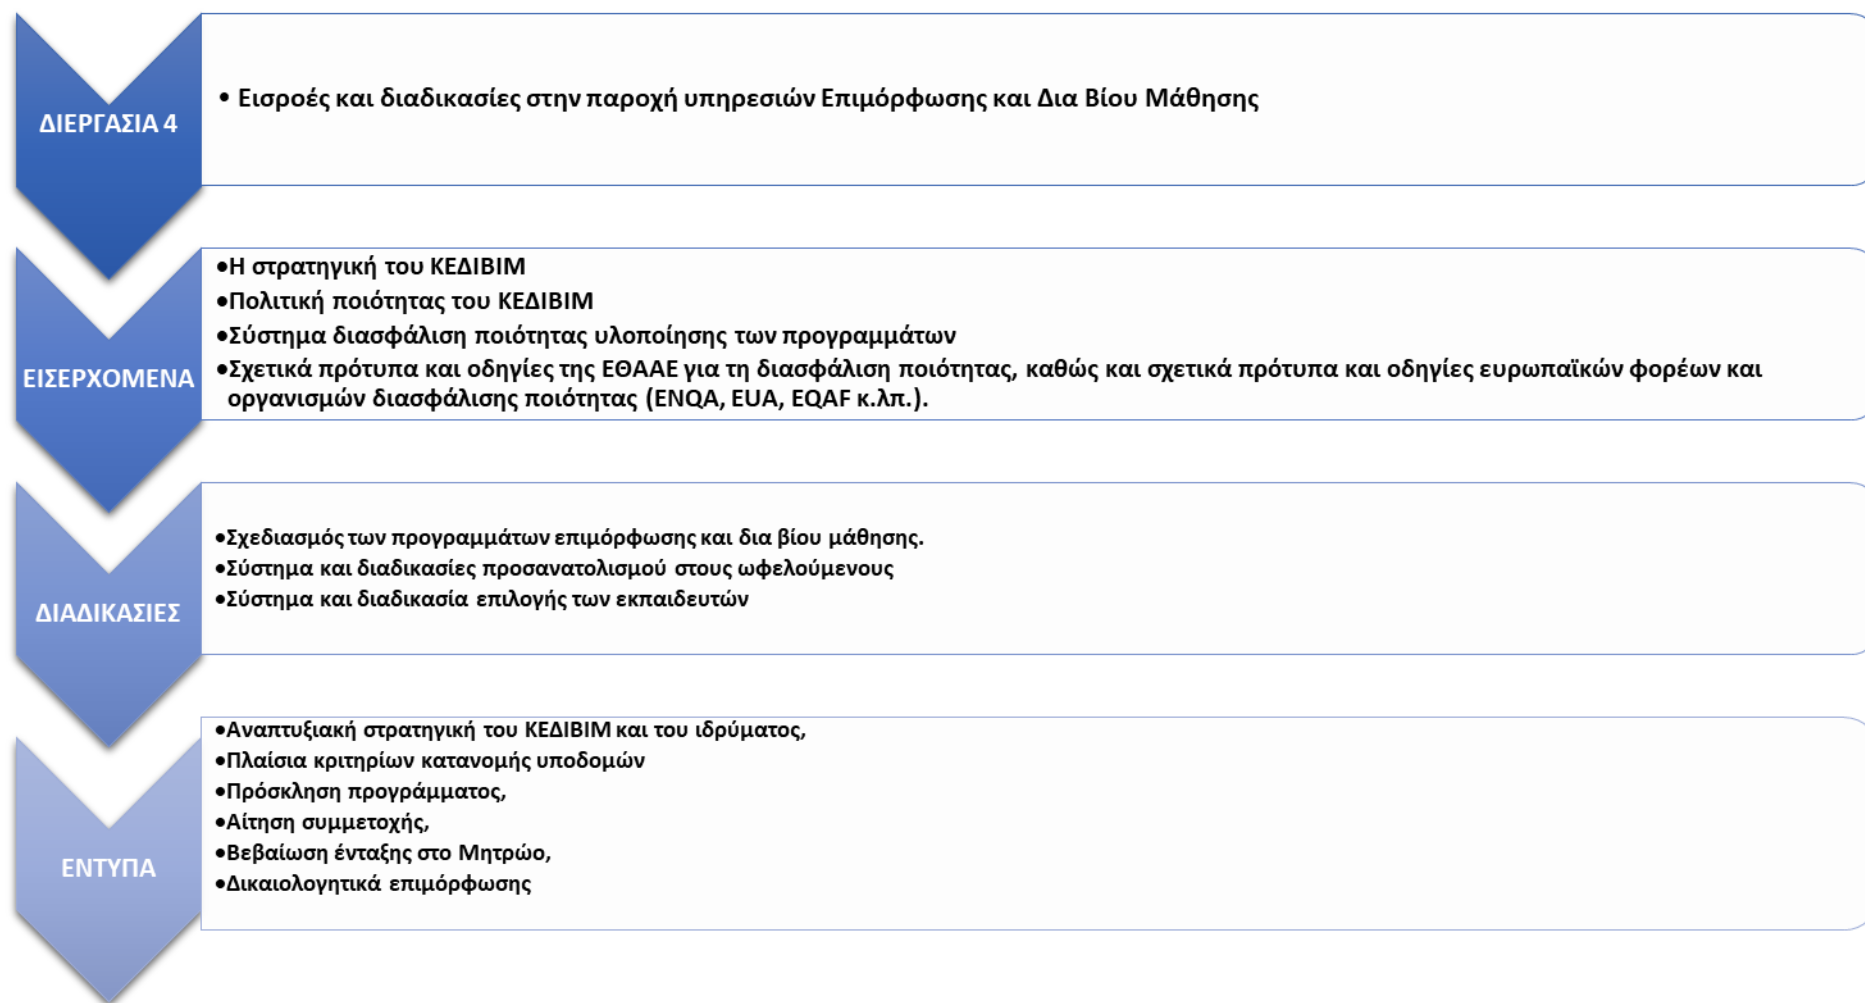 ΔΙΕΡΓΑΣΙΑ 4
• Εισροές και διαδικασίες στην παροχή υπηρεσιών Επιμόρφωσης και Δια Βίου Μάθησης
ΕΙΣΕΡΧΟΜΕΝΑ
•Η στρατηγική του ΚΕΔΙΒΙΜ
•Πολιτική ποιότητας του ΚΕΔΙΒΙΜ
•Σύστημα διασφάλιση ποιότητας υλοποίησης των προγραμμάτων
•Σχετικά πρότυπα και οδηγίες της ΕΘΑΑΕ για τη διασφάλιση ποιότητας, καθώς και σχετικά πρότυπα και οδηγίες ευρωπαϊκών φορέων και
οργανισμών διασφάλισης ποιότητας (ENQA, EUA, EQAF κ.λπ.).
ΔΙΑΔΙΚΑΣΙΕΣ
•Σχεδιασμός των προγραμμάτων επιμόρφωσης και δια βίου μάθησης.
•Σύστημα και διαδικασίες προσανατολισμού στους ωφελούμενους
•Σύστημα και διαδικασία επιλογής των εκπαιδευτών
ΕΝΤΥΠΑ
•Αναπτυξιακή στρατηγική του ΚΕΔΙΒΙΜ και του ιδρύματος,
•Πλαίσια κριτηρίων κατανομής υποδομών
•Πρόσκληση προγράμματος,
•Αίτηση συμμετοχής,
•Βεβαίωση ένταξης στο Μητρώο,
•Δικαιολογητικά επιμόρφωσης